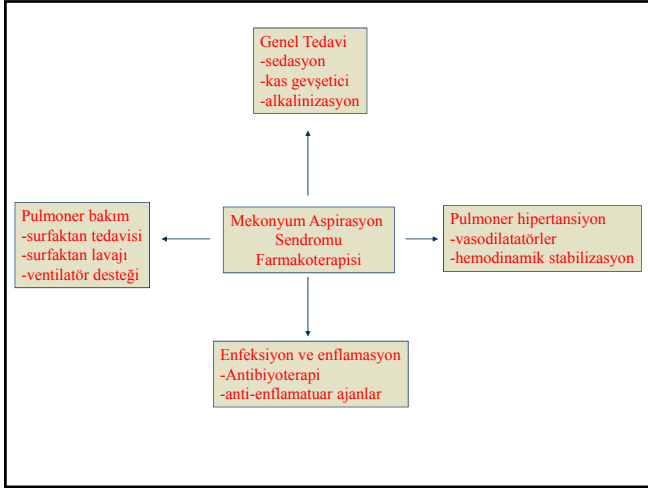 Genel Tedavi
-sedasyon
-kas gevşetici
-alkalinizasyon
Pulmoner bakım
-surfaktan tedavisi
-surfaktan lavajı
-ventilatör desteği
Mekonyum Aspirasyon
Sendromu
Farmakoterapisi
Pulmoner hipertansiyon
-vasodilatatörler
-hemodinamik stabilizasyon
Enfeksiyon ve enflamasyon
-Antibiyoterapi
-anti-enflamatuar ajanlar